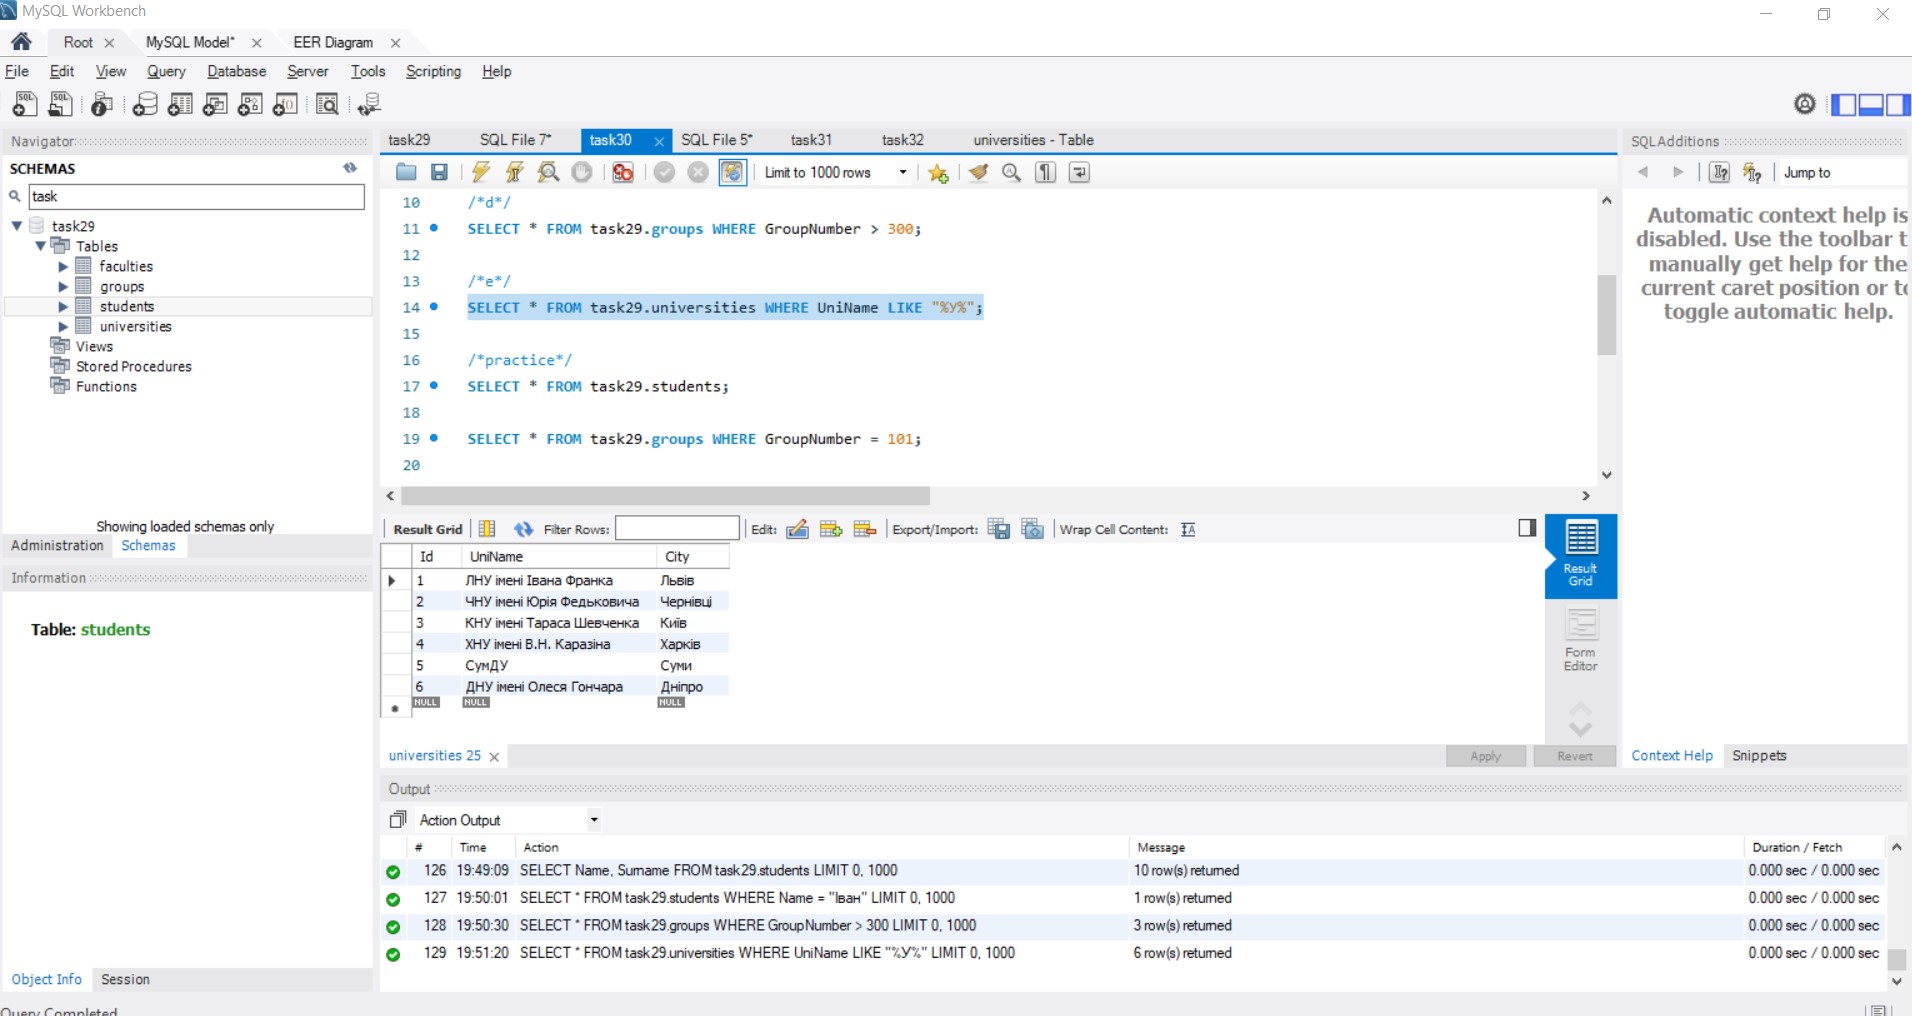 MySQL Workbench
Root MySQL Model* EER Diagram
File Edit View Query Database Server Tools Scripting Help
Navigator
SCHEMAS
task
task29
Tables
faculties
groups
students
universities
Views
Stored Procedures
Functions
Showing loaded schemas only
Administration Schemas
Information
Table: students
Object Info Session
Query Completed
task29 SQL File 7* task30 SQL File 5* task31 task32 universities - Table
Limit to 1000 rows
10 /*d*/
11 SELECT * FROM task29.groups WHERE GroupNumber > 300;
12
13 /*e*/
14 SELECT * FROM task29.universities WHERE UniName LIKE "%У%";
15
16 /*practice*/
17 SELECT * FROM task29.students;
18
19 SELECT * FROM task29.groups WHERE GroupNumber = 101;
20
Result Grid Filter Rows: Edit: Export/Import: Wrap Cell Content:
Id UniName City
1 ЛНУ імені Івана Франка Львів
2 ЧНУ імені Юрія Федьковича Чернівці
3 КНУ імені Тараса Шевченка Київ
4 ХНУ імені В.Н. Каразіна Харків
5 СумДУ Суми
6 ДНУ імені Олеся Гончара Дніпро
NULL NULL NULL
Result Grid
Form Editor
universities 25 Apply Revert
Output
Action Output
# Time Action Message Duration / Fetch
126 19:49:09 SELECT Name, Surname FROM task29.students LIMIT 0, 1000 10 row(s) returned 0.000 sec / 0.000 sec
127 19:50:01 SELECT * FROM task29.students WHERE Name = "Іван" LIMIT 0, 1000 1 row(s) returned 0.000 sec / 0.000 sec
128 19:50:30 SELECT * FROM task29.groups WHERE GroupNumber > 300 LIMIT 0, 1000 3 row(s) returned 0.000 sec / 0.000 sec
129 19:51:20 SELECT * FROM task29.universities WHERE UniName LIKE "%У%" LIMIT 0, 1000 6 row(s) returned 0.000 sec / 0.000 sec
SQLAdditions
Jump to
Automatic context help is
disabled. Use the toolbar t
manually get help for the
current caret position or to
toggle automatic help.
Context Help Snippets